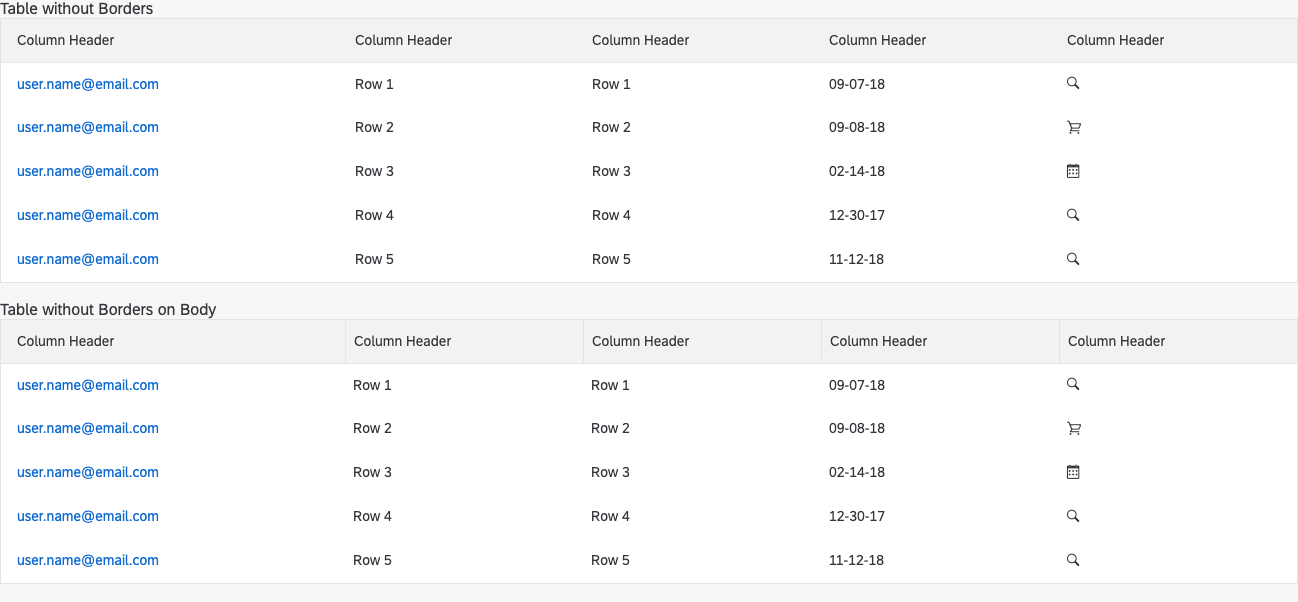 Table without Borders
Column Header Column Header Column Header Column Header Column Header
user.name@email.com Row 1 Row 1 09-07-18
user.name@email.com Row 2 Row 2 09-08-18
user.name@email.com Row 3 Row 3 02-14-18
user.name@email.com Row 4 Row 4 12-30-17
user.name@email.com Row 5 Row 5 11-12-18
Table without Borders on Body
Column Header Column Header Column Header Column Header Column Header
user.name@email.com Row 1 Row 1 09-07-18
user.name@email.com Row 2 Row 2 09-08-18
user.name@email.com Row 3 Row 3 02-14-18
user.name@email.com Row 4 Row 4 12-30-17
user.name@email.com Row 5 Row 5 11-12-18